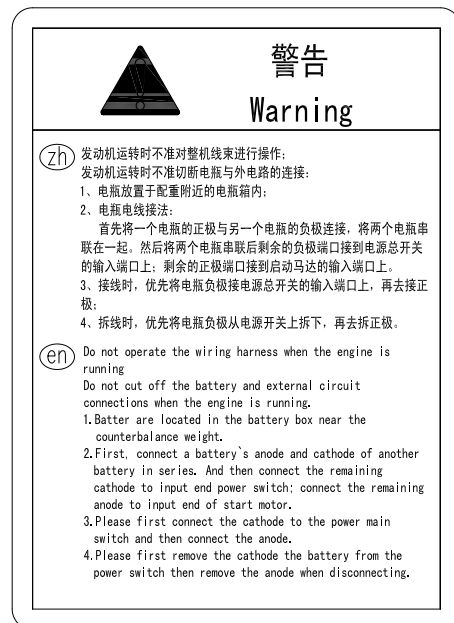 警告
Warning
zh
发动机运转时不准对整机线束进行操作；
发动机运转时不准切断电瓶与外电路的连接：
1、电瓶放置于配重附近的电瓶箱内；
2、电瓶电线接法：
首先将一个电瓶的正极与另一个电瓶的负极连接，将两个电瓶串
联在一起。然后将两个电瓶串联后剩余的负极端口接到电源总开关
的输入端口上；剩余的正极端口接到启动马达的输入端口上。
3、接线时，优先将电瓶负极接电源总开关的输入端口上，再去接正
极；
4、拆线时，优先将电瓶负极从电源开关上拆下，再去拆正极。
en
Do not operate the wiring harness when the engine is
running
Do not cut off the battery and external circuit
connections when the engine is running.
1.Batter are located in the battery box near the
counterbalance weight.
2.First, connect a battery`s anode and cathode of another
battery in series. And then connect the remaining
cathode to input end power switch; connect the remaining
anode to input end of start motor.
3.Please first connect the cathode to the power main
switch and then connect the anode.
4.Please first remove the cathode the battery from the
power switch then remove the anode when disconnecting.